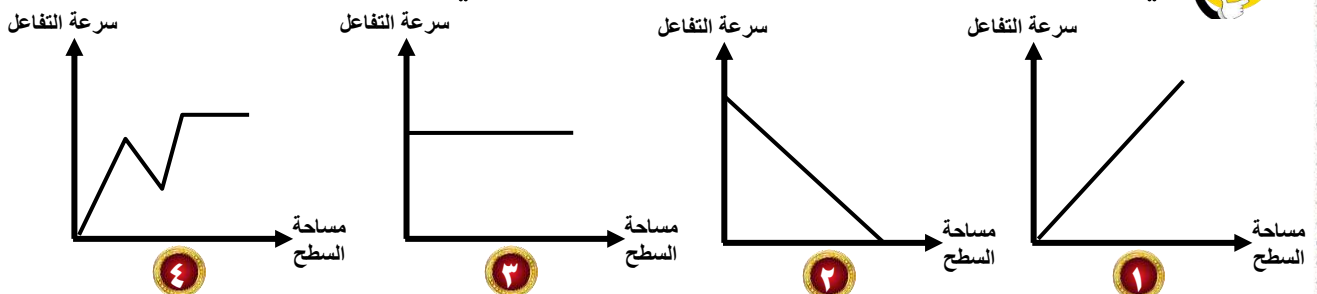 سرعة التفاعل
مساحة
السطح
١
سرعة التفاعل
مساحة
السطح
٢
سرعة التفاعل
مساحة
السطح
٣
سرعة التفاعل
مساحة
السطح
٤